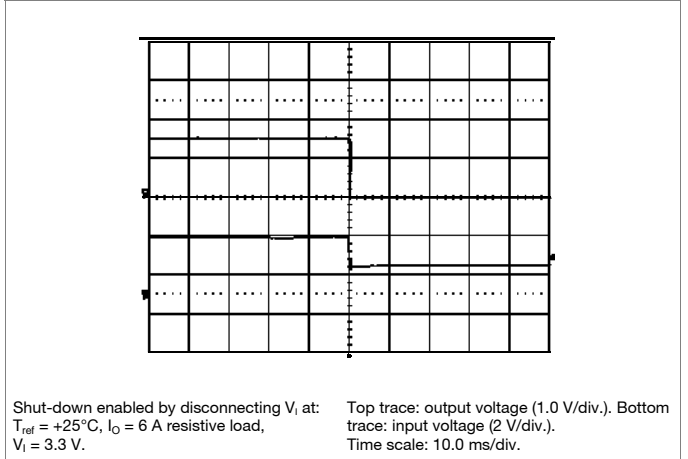 Shut-down enabled by disconnecting VI at:
Tref = +25°C, IO = 6 A resistive load,
VI = 3.3 V.
Top trace: output voltage (1.0 V/div.). Bottom
trace: input voltage (2 V/div.).
Time scale: 10.0 ms/div.